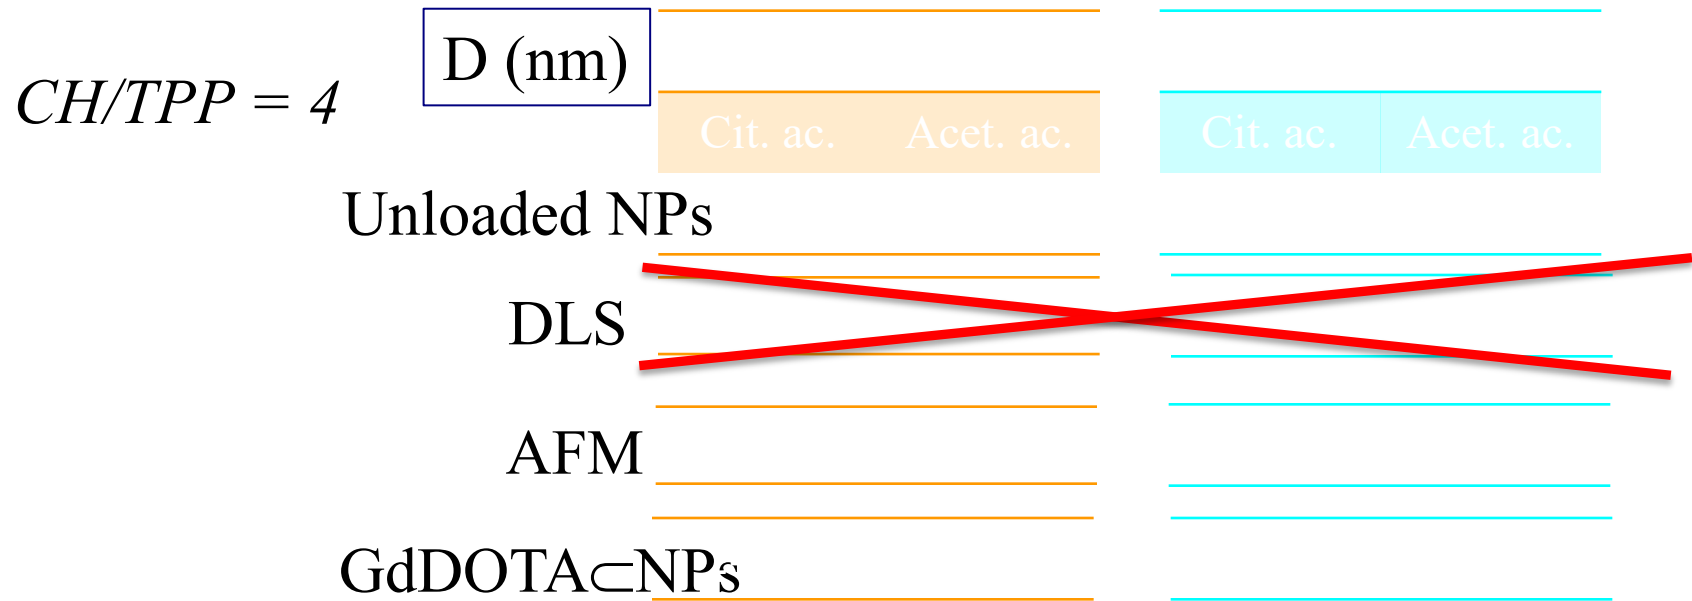 D (nm)
CH/TPP = 4
Cit. ac. Acet. ac. Cit. ac. Acet. ac.
Unloaded NPs
DLS
AFM
GdDOTA⊂NPs